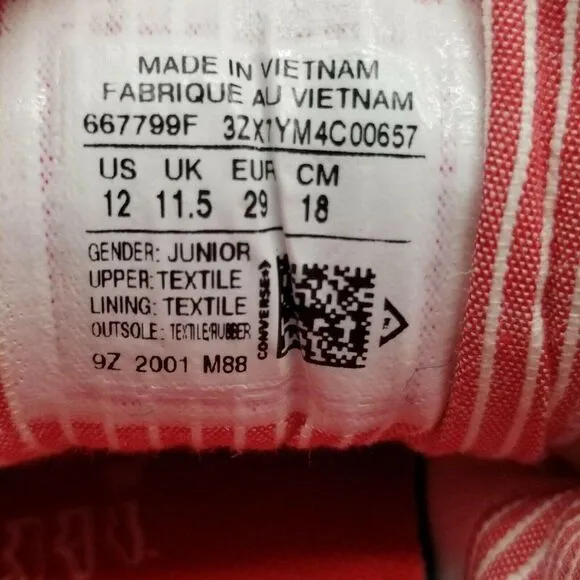 MADE IN VIETNAM
FABRIQUE AU VIETNAM
667799F 3ZX1YM4C00657
US UK EUR CM
12 11.5 29 18
GENDER: JUNIOR
UPPER: TEXTILE
LINING: TEXTILE
OUTSOLE: TEXTILE/RUBBER
9Z 2001 M88
CONVERSE